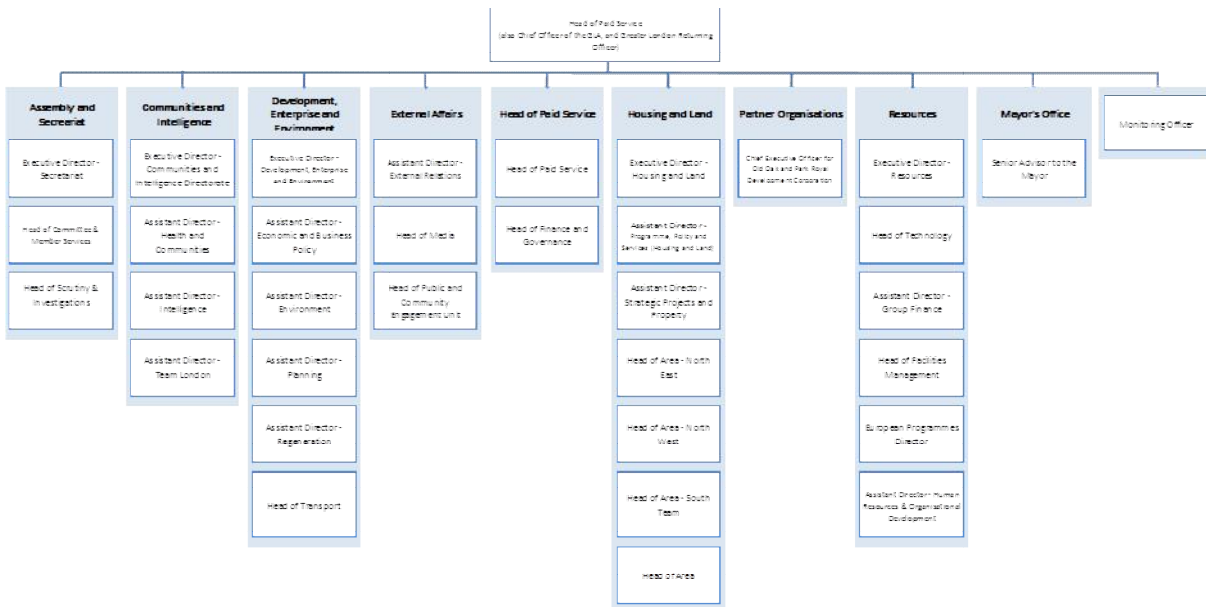 Head of Paid Service
(also Chief Officer of the GLA, and Greater London Returning
Officer)
Assembly and
Secretariat
Executive Director -
Secretariat
Head of Committee &
Member Services
Head of Scrutiny &
Investigations
Communities and
Intelligence
Executive Director -
Communities and
Intelligence Directorate
Assistant Director -
Health and
Communities
Assistant Director -
Intelligence
Assistant Director -
Team London
Development,
Enterprise and
Environment
Executive Director -
Development, Enterprise
and Environment
Assistant Director -
Economic and Business
Policy
Assistant Director -
Environment
Assistant Director -
Planning
Assistant Director -
Regeneration
Head of Transport
External Affairs
Assistant Director -
External Relations
Head of Media
Head of Public and
Community
Engagement Unit
Head of Paid Service
Head of Paid Service
Head of Finance and
Governance
Housing and Land
Executive Director -
Housing and Land
Assistant Director -
Programme, Policy and
Services (Housing and Land)
Assistant Director -
Strategic Projects and
Property
Head of Area - North
East
Head of Area - North
West
Head of Area - South
Team
Head of Area
Partner Organisations
Chief Executive Officer for
Old Oak and Park Royal
Development Corporation
Resources
Executive Director -
Resources
Head of Technology
Assistant Director -
Group Finance
Head of Facilities
Management
European Programmes
Director
Assistant Director - Human
Resources & Organisational
Development
Mayor's Office
Senior Advisor to the
Mayor
Monitoring Officer